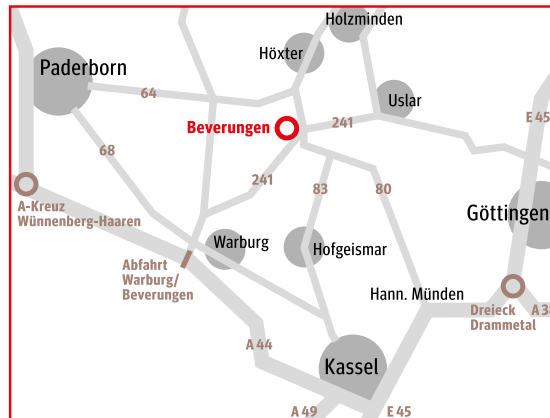 Holzminden
Höxter
Paderborn
64
Uslar
E 45
Beverungen
241
68
241
83
80
A-Kreuz
Wünnenberg-Haaren
Göttingen
Warburg
Hofgeismar
Abfahrt
Warburg/
Beverungen
Hann. Münden
Dreieck
Drammetal
A 44
Kassel
A 49
E 45